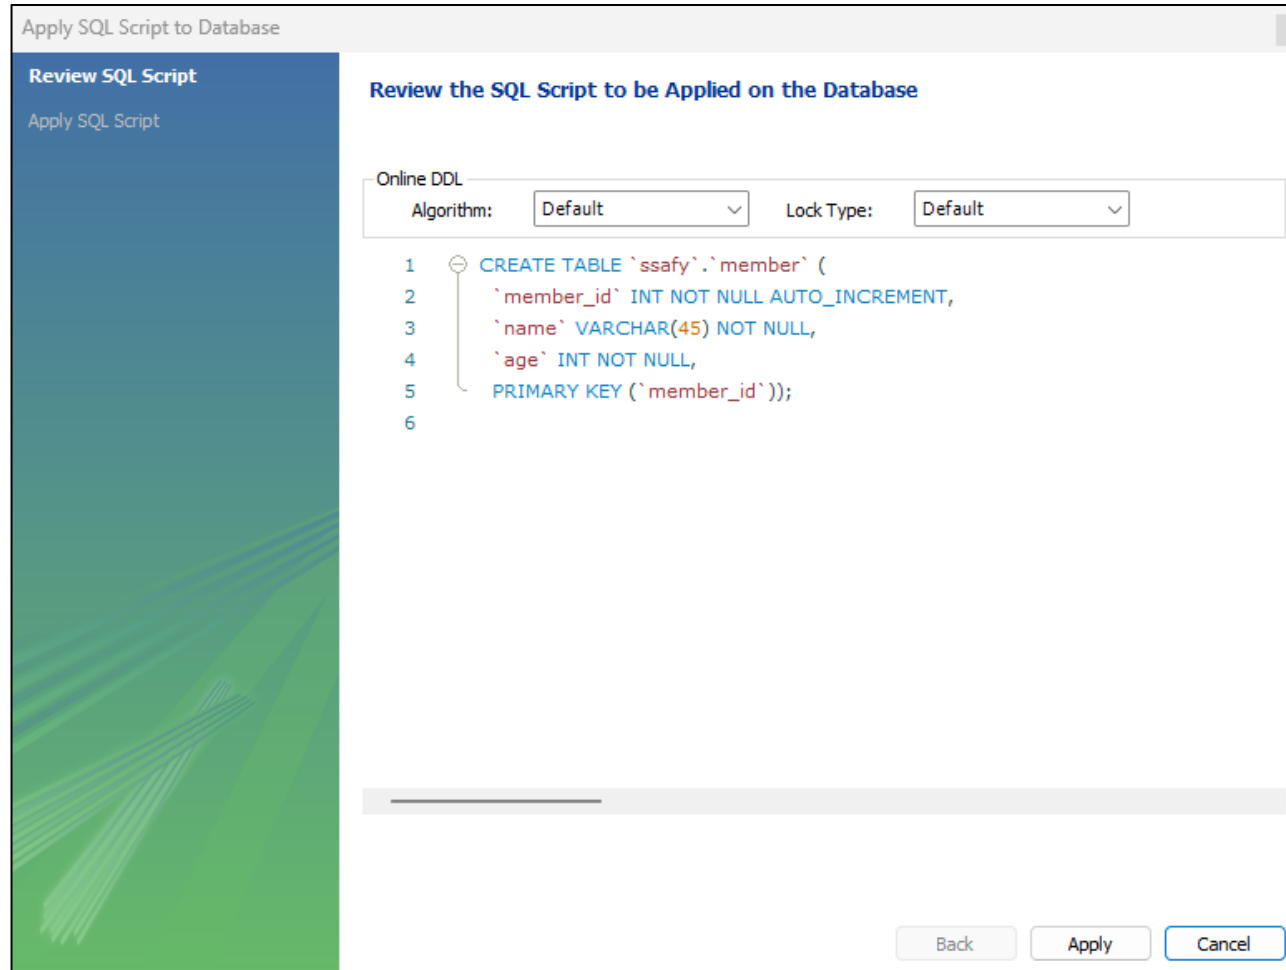 Apply SQL Script to Database
Review SQL Script
Apply SQL Script
Review the SQL Script to be Applied on the Database
Online DDL
Algorithm: Default Lock Type: Default
1 CREATE TABLE `ssafy`.`member` (
2 `member_id` INT NOT NULL AUTO_INCREMENT,
3 `name` VARCHAR(45) NOT NULL,
4 `age` INT NOT NULL,
5 PRIMARY KEY (`member_id`));
6
Back Apply Cancel